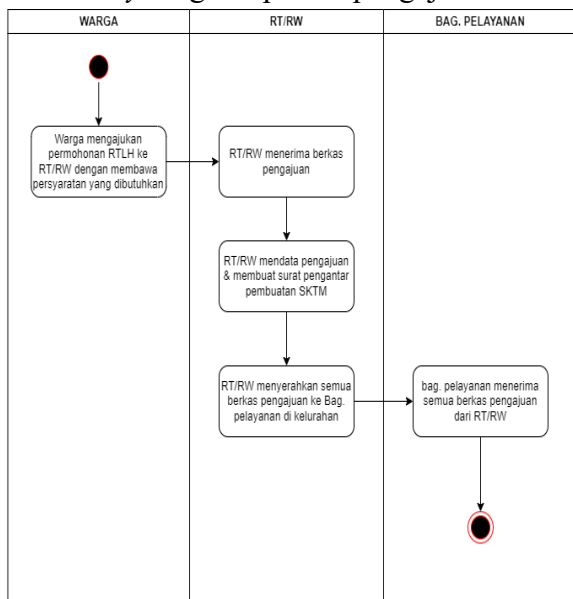 WARGA
RT/RW
BAG. PELAYANAN
Warga mengajukan
permohonan RTLH ke
RT/RW dengan membawa
persyaratan yang dibutuhkan
RT/RW menerima berkas
pengajuan
RT/RW mendata pengajuan
& membuat surat pengantar
pembuatan SKTM
RT/RW menyerahkan semua
berkas pengajuan ke Bag.
pelayanan di kelurahan
bag. pelayanan menerima
semua berkas pengajuan
dari RT/RW